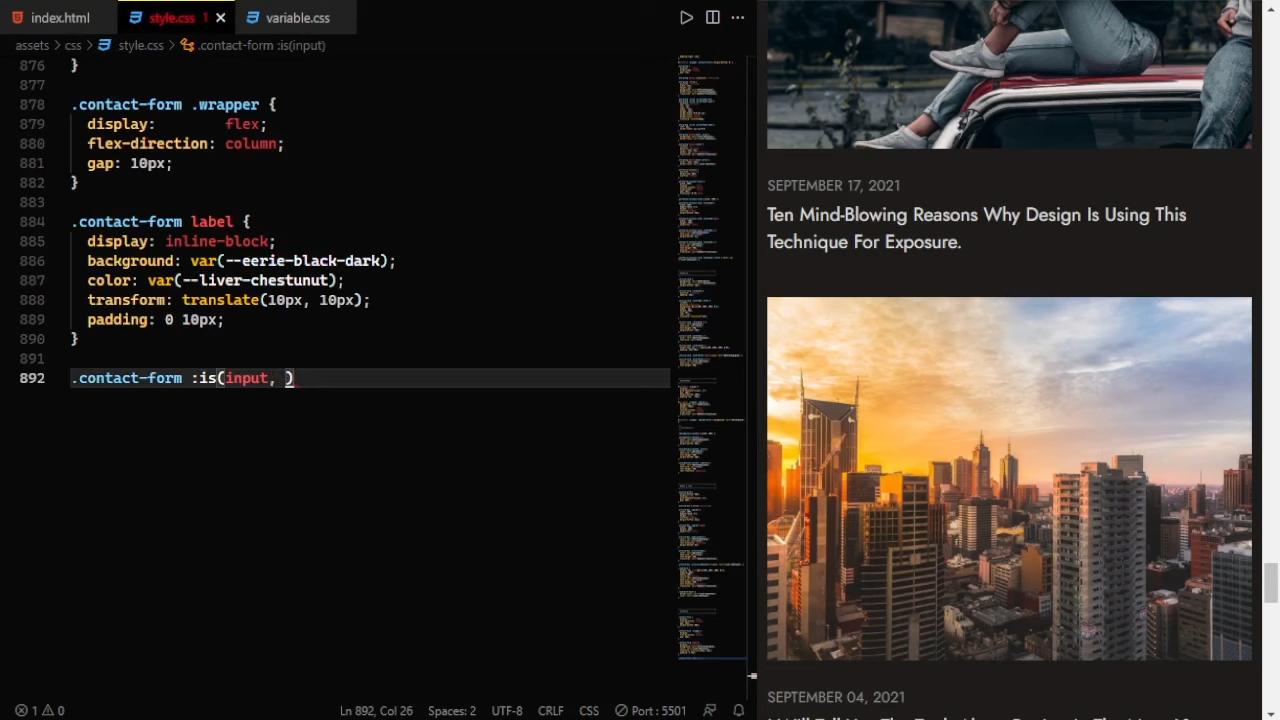 index.html
style.css 1
variable.css
assets > css > style.css > .contact-form :is(input)
876 }
877
878 .contact-form .wrapper {
879 display: flex;
880 flex-direction: column;
881 gap: 10px;
882 }
883
884 .contact-form label {
885 display: inline-block;
886 background: var(--eerie-black-dark);
887 color: var(--liver-chestunut);
888 transform: translate(10px, 10px);
889 padding: 0 10px;
890 }
891
892 .contact-form :is(input, )
1 0 Ln 892, Col 26 Spaces: 2 UTF-8 CRLF CSS Port : 5501
SEPTEMBER 17, 2021
Ten Mind-Blowing Reasons Why Design Is Using This
Technique For Exposure.
SEPTEMBER 04, 2021